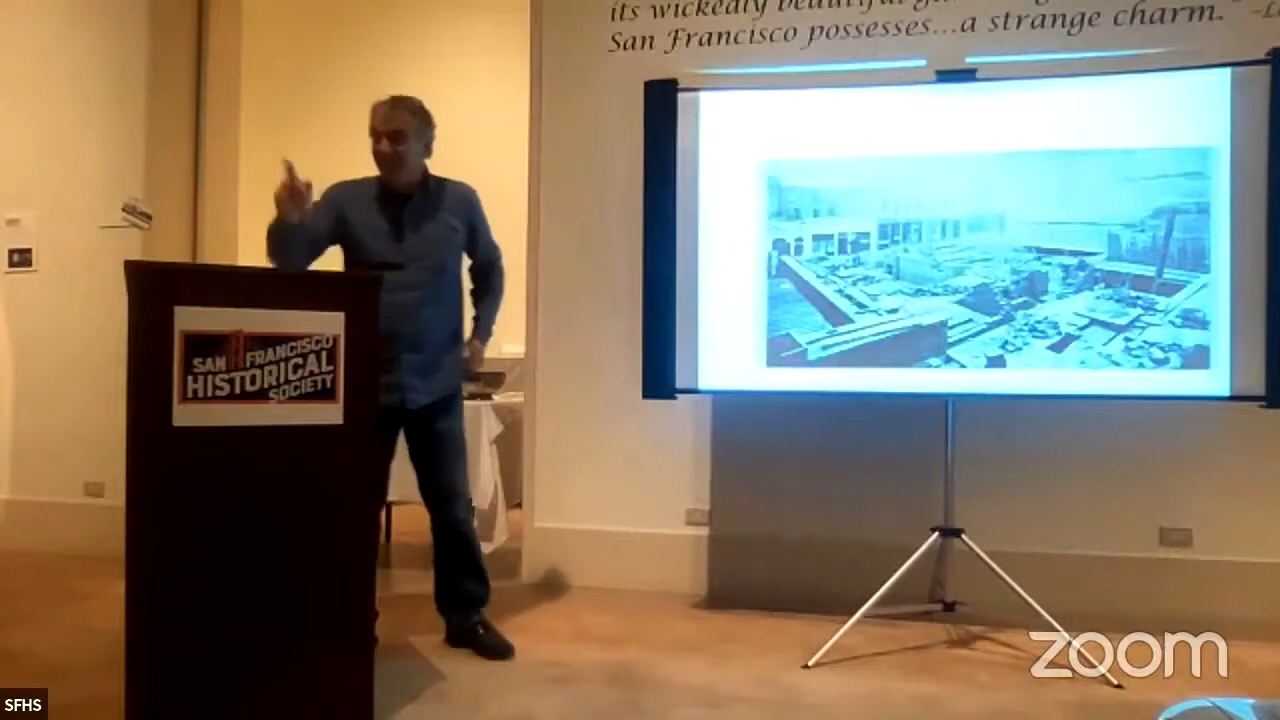 its wickedly beautiful
San Francisco possesses...a strange charm.
SAN FRANCISCO
HISTORICAL
SOCIETY
zoom
SFHS